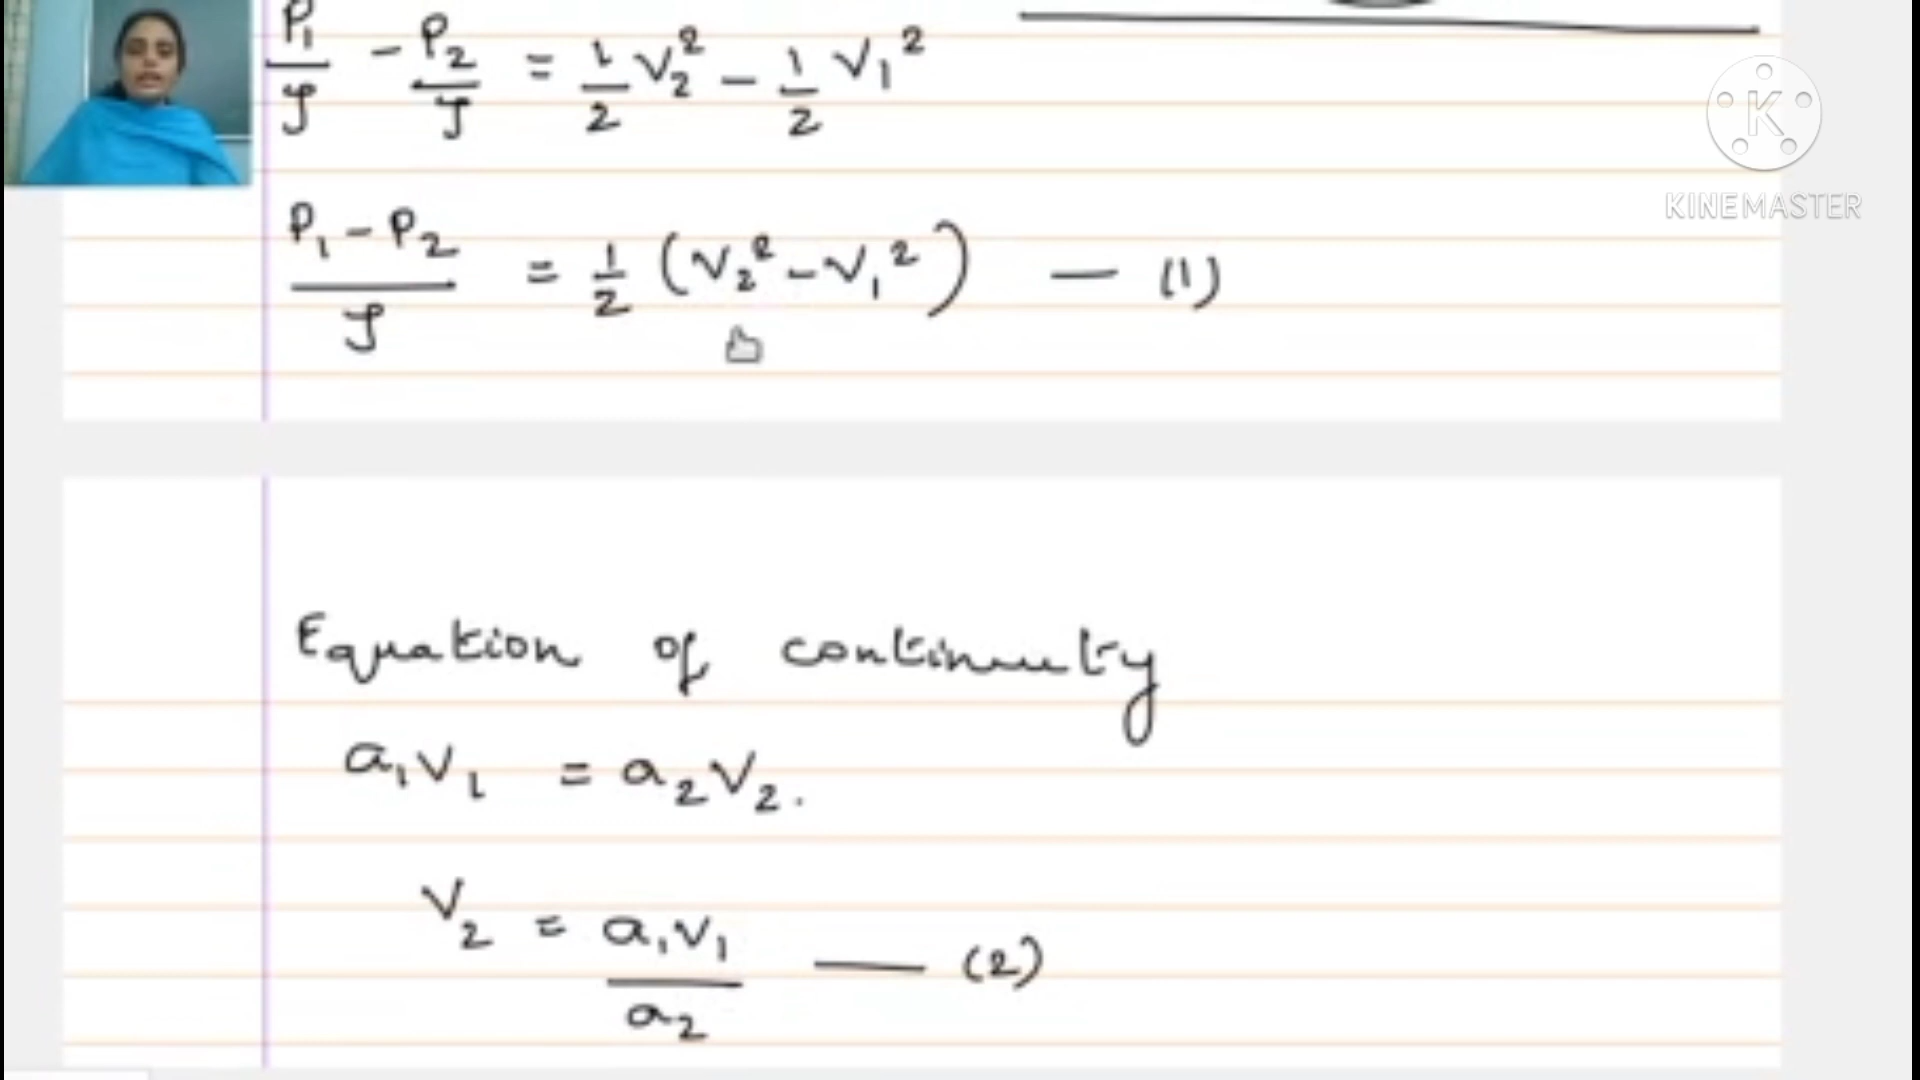 P₁/ρ - P₂/ρ = 1/2 V₂² - 1/2 V₁²
K
KINEMASTER
(P₁ - P₂)/ρ = 1/2 (V₂² - V₁²) — (1)
Equation of continuity
a₁V₁ = a₂V₂.
V₂ = a₁V₁/a₂ — (2)